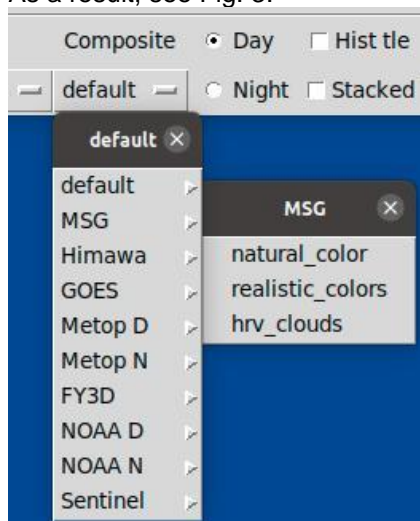 Composite Day Hist tle
default Night Stacked
default
default
MSG
Himawa
GOES
Metop D
Metop N
FY3D
NOAA D
NOAA N
Sentinel
MSG
natural_color
realistic_colors
hrv_clouds